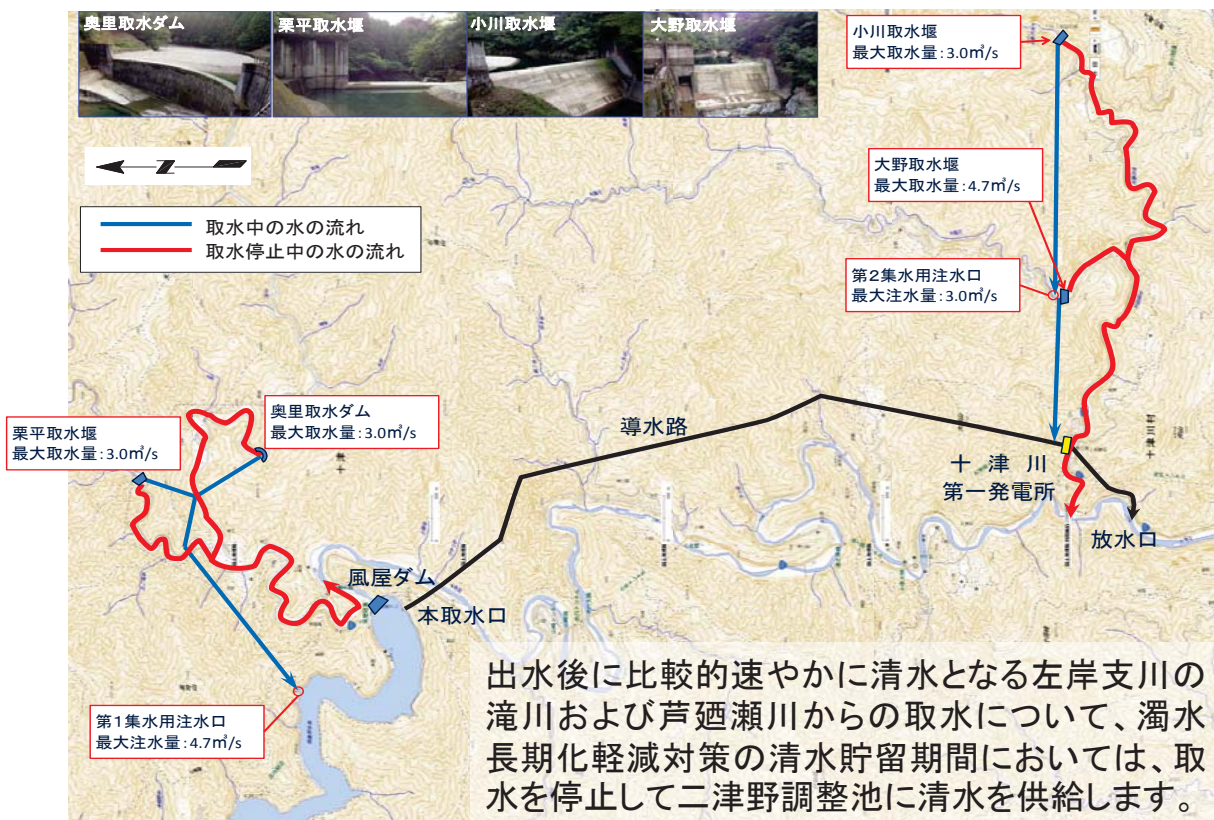 奥里取水ダム
栗平取水堰
小川取水堰
大野取水堰
N
取水中の水の流れ
取水停止中の水の流れ
小川取水堰
最大取水量:3.0㎥/s
大野取水堰
最大取水量:4.7㎥/s
第2集水用注水口
最大注水量:3.0㎥/s
奥里取水ダム
最大取水量:3.0㎥/s
栗平取水堰
最大取水量:3.0㎥/s
導水路
十津川
第一発電所
十津川村
放水口
風屋ダム
本取水口
第1集水用注水口
最大注水量:4.7㎥/s
出水後に比較的速やかに清水となる左岸支川の
滝川および芦廼瀬川からの取水について、濁水
長期化軽減対策の清水貯留期間においては、取
水を停止して二津野調整池に清水を供給します。